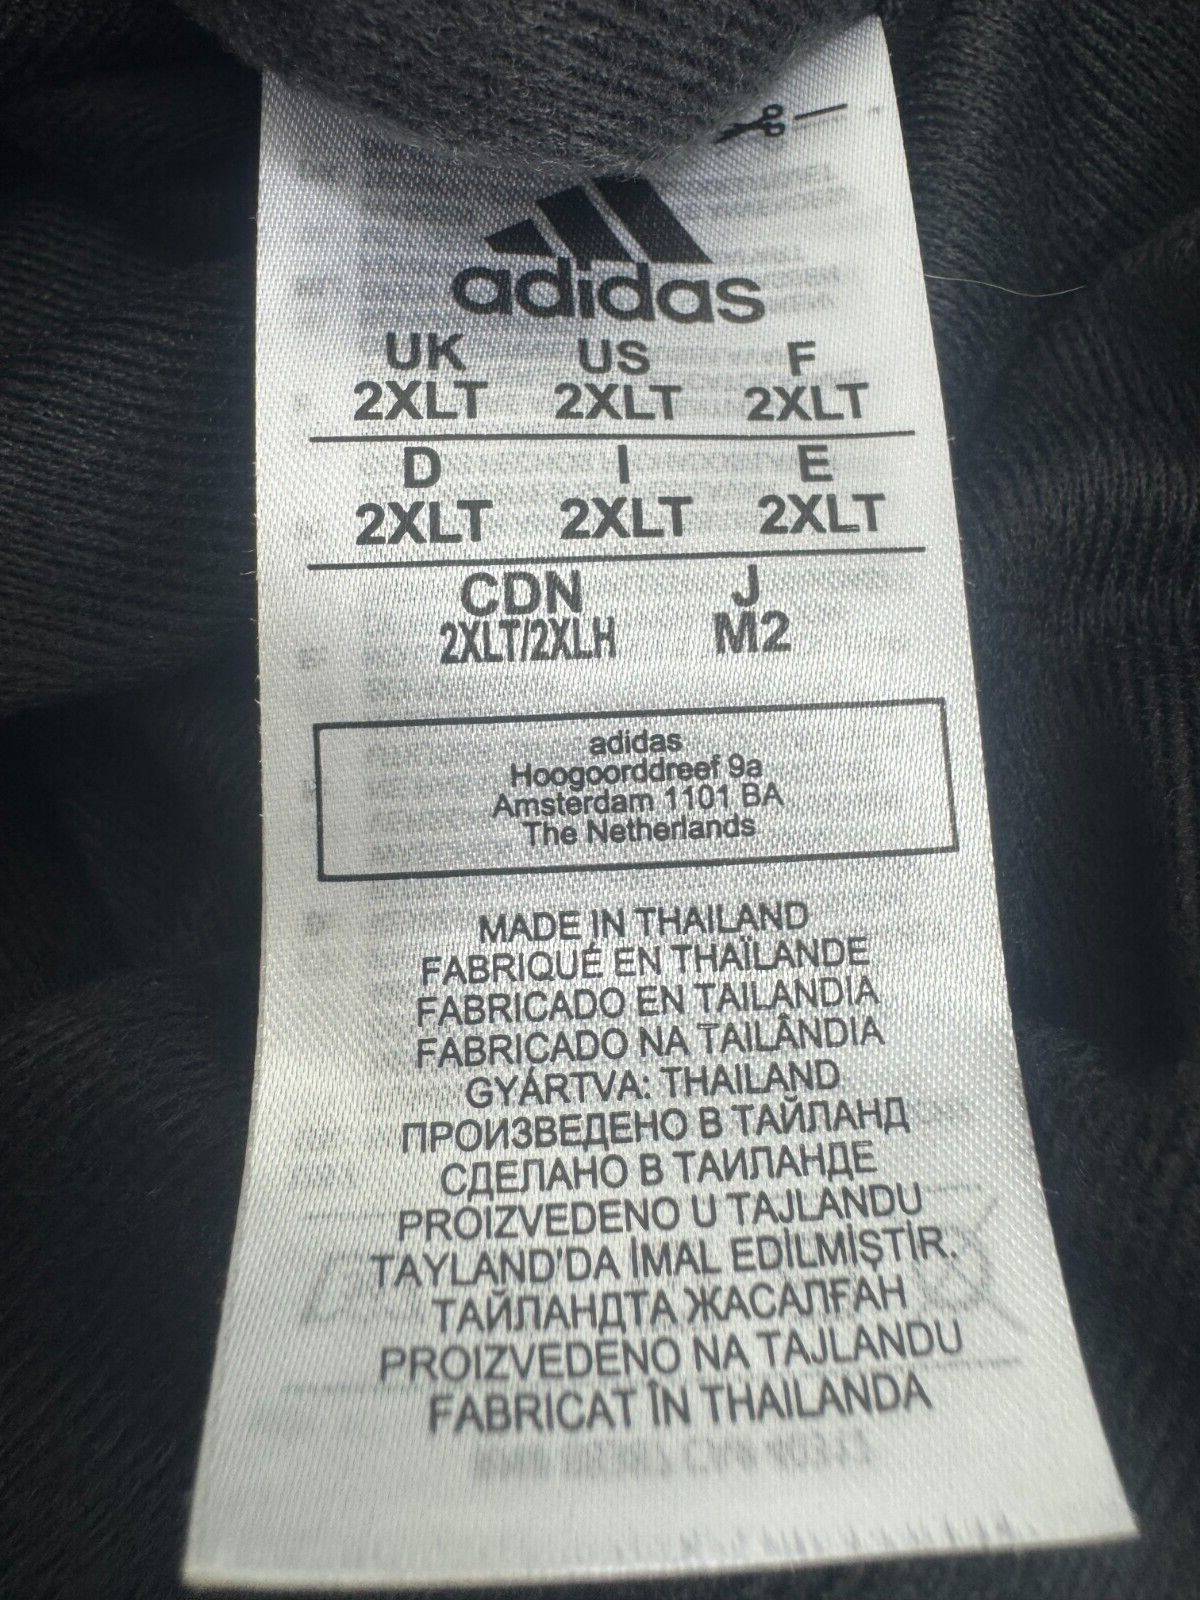 adidas
UK US F
2XLT 2XLT 2XLT
D I E
2XLT 2XLT 2XLT
CDN J
2XLT/2XLH M2
adidas
Hoogoorddreef 9a
Amsterdam 1101 BA
The Netherlands
MADE IN THAILAND
FABRIQUÉ EN THAÏLANDE
FABRICADO EN TAILANDIA
FABRICADO NA TAILÂNDIA
GYÁRTVA: THAILAND
ПРОИЗВЕДЕНО В ТАЙЛАНД
СДЕЛАНО В ТАИЛАНДЕ
PROIZVEDENO U TAJLANDU
TAYLAND'DA İMAL EDİLMİŞTİR.
ТАЙЛАНДТА ЖАСАЛҒАН
PROIZVEDENO NA TAJLANDU
FABRICAT ÎN THAILANDA